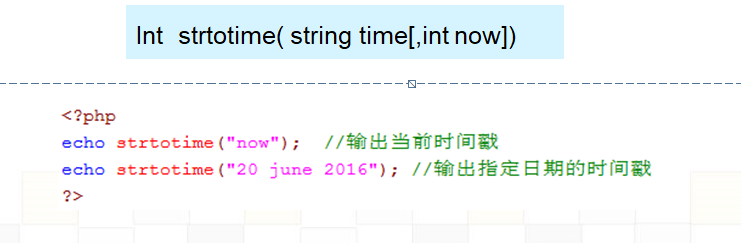 Int strtotime( string time[,int now])
<?php
echo strtotime("now"); //输出当前时间戳
echo strtotime("20 june 2016"); //输出指定日期的时间戳
?>